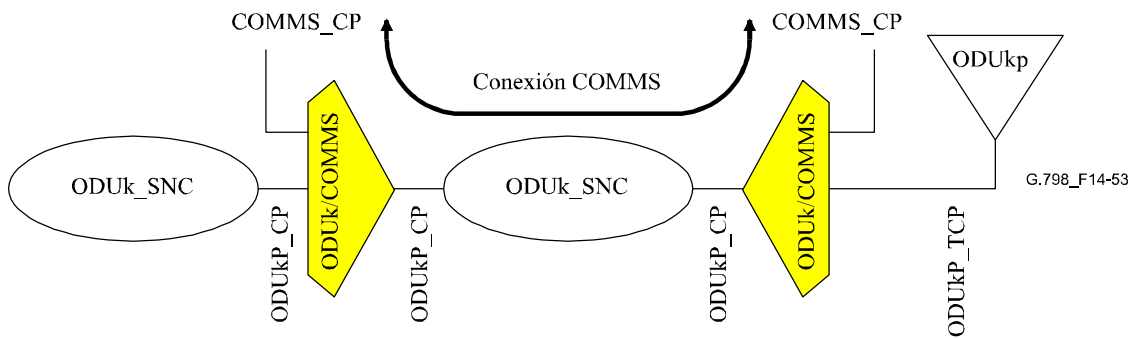 COMMS_CP
COMMS_CP
ODUkp
Conexión COMMS
ODUk_SNC
ODUk/COMMS
ODUk_SNC
ODUk/COMMS
G.798_F14-53
ODUkP_CP
ODUkP_CP
ODUkP_CP
ODUkP_TCP